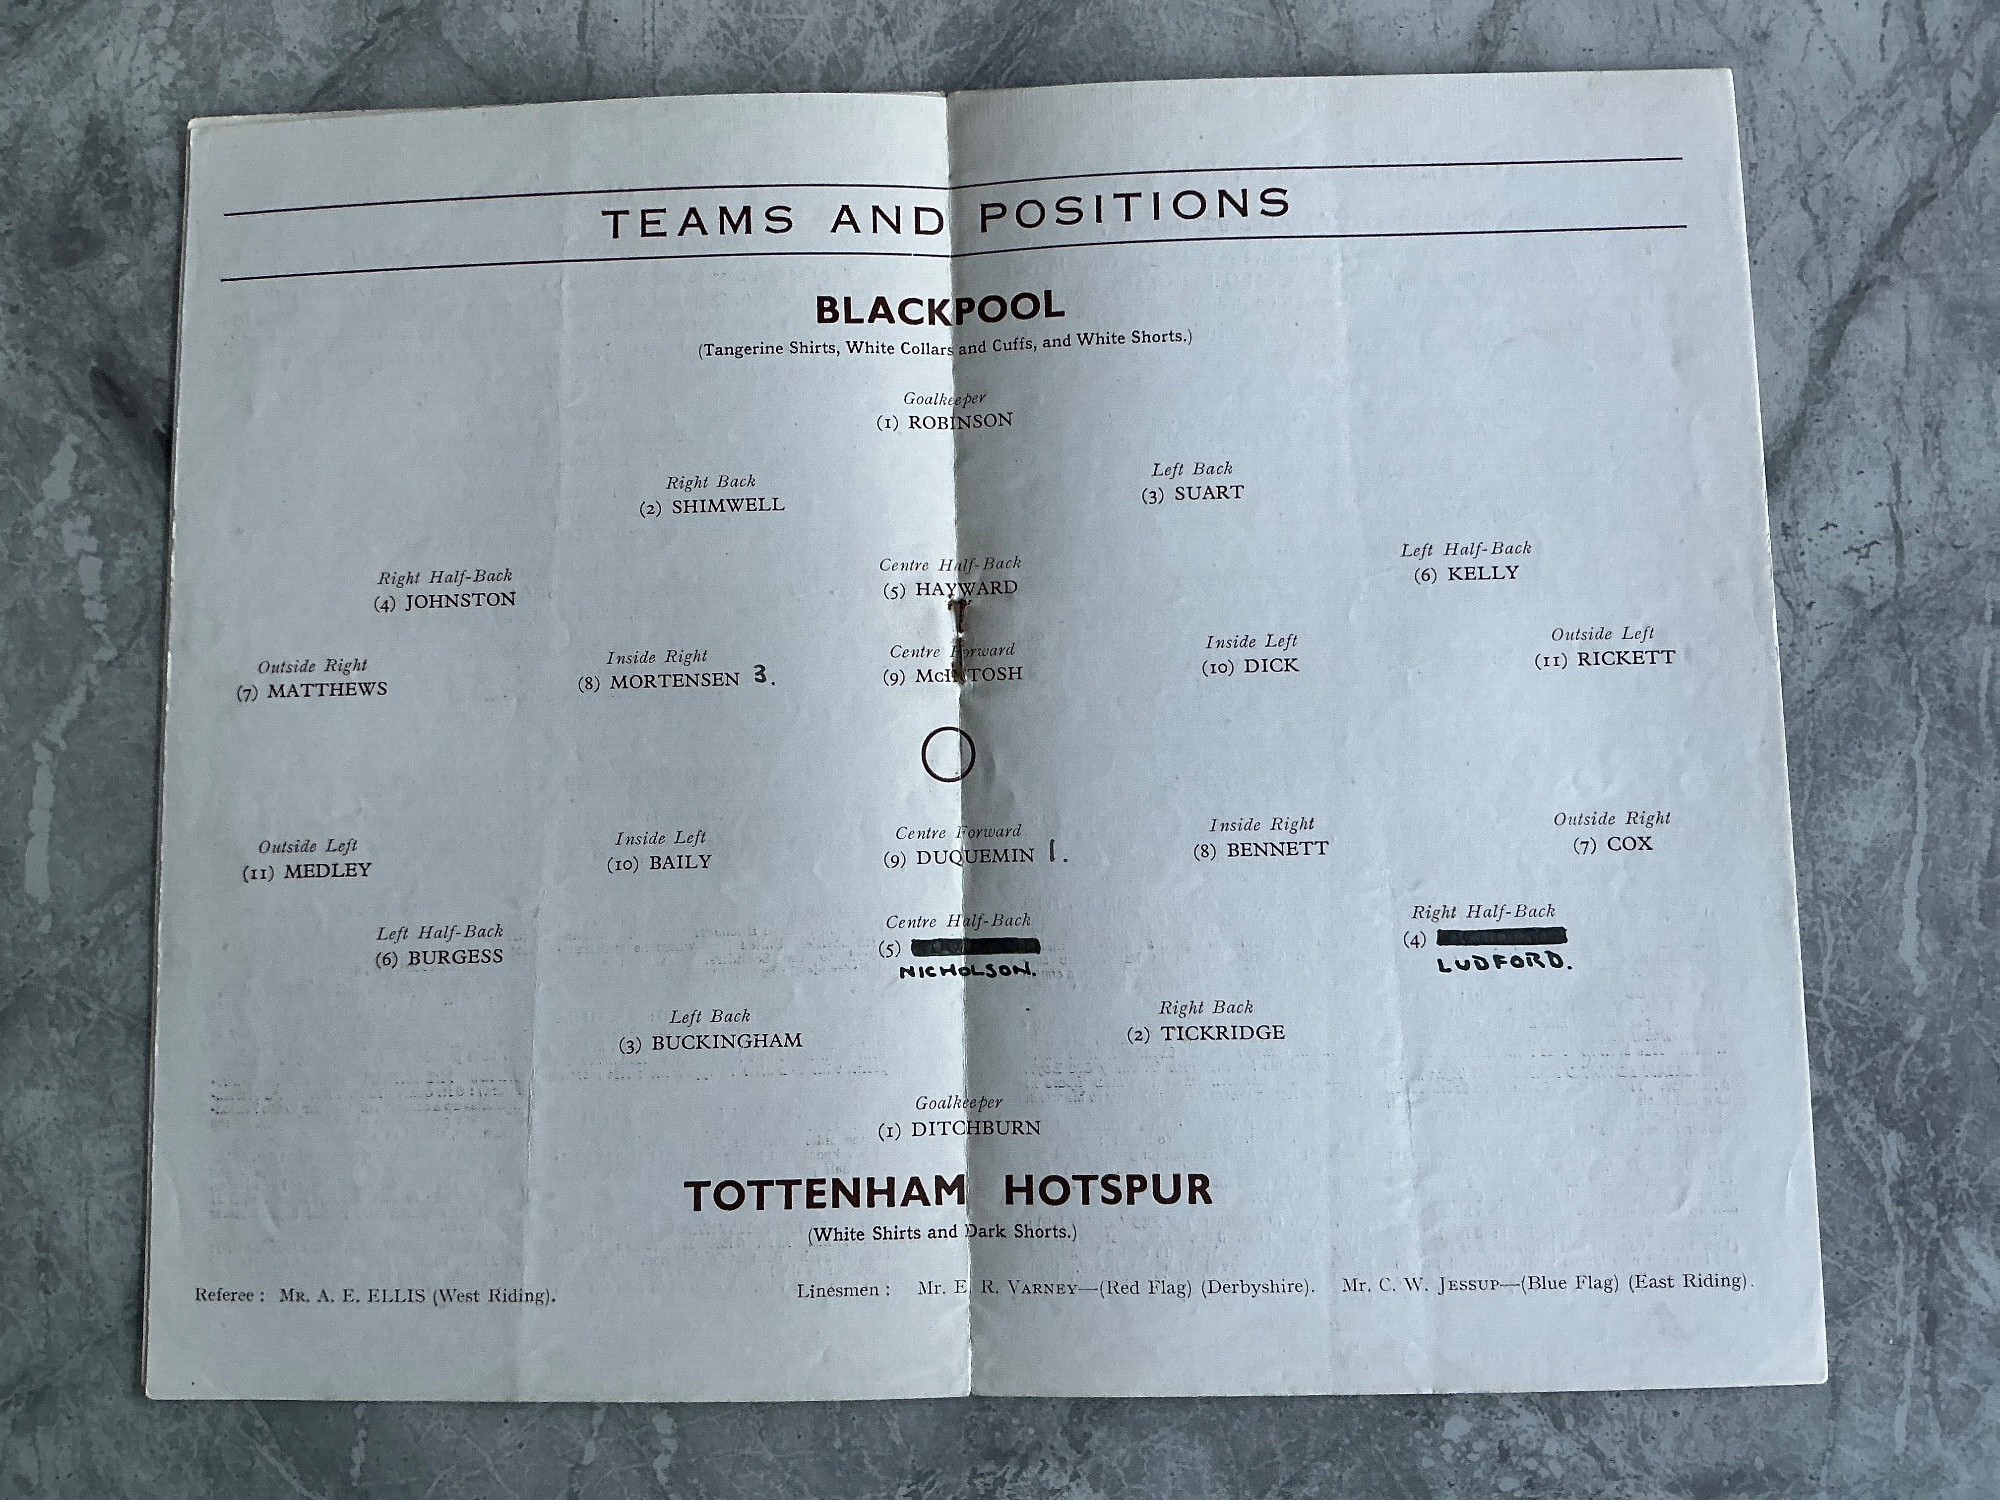 TEAMS AND POSITIONS
BLACKPOOL
(Tangerine Shirts, White Collars and Cuffs, and White Shorts.)
Goalkeeper
(1) ROBINSON
Right Back Left Back
(2) SHIMWELL (3) SUART
Right Half-Back Centre Half-Back Left Half-Back
(4) JOHNSTON (5) HAYWARD (6) KELLY
Outside Right Inside Right Centre Forward Inside Left Outside Left
(7) MATTHEWS (8) MORTENSEN 3. (9) McINTOSH (10) DICK (11) RICKETT
Outside Left Inside Left Centre Forward Inside Right Outside Right
(11) MEDLEY (10) BAILY (9) DUQUEMIN 1. (8) BENNETT (7) COX
Left Half-Back Centre Half-Back Right Half-Back
(6) BURGESS (5) (4)
NICHOLSON. LUDFORD.
Left Back Right Back
(3) BUCKINGHAM (2) TICKRIDGE
Goalkeeper
(1) DITCHBURN
TOTTENHAM HOTSPUR
(White Shirts and Dark Shorts.)
Referee : MR. A. E. ELLIS (West Riding). Linesmen : Mr. E. R. VARNEY—(Red Flag) (Derbyshire). Mr. C. W. JESSUP—(Blue Flag) (East Riding).